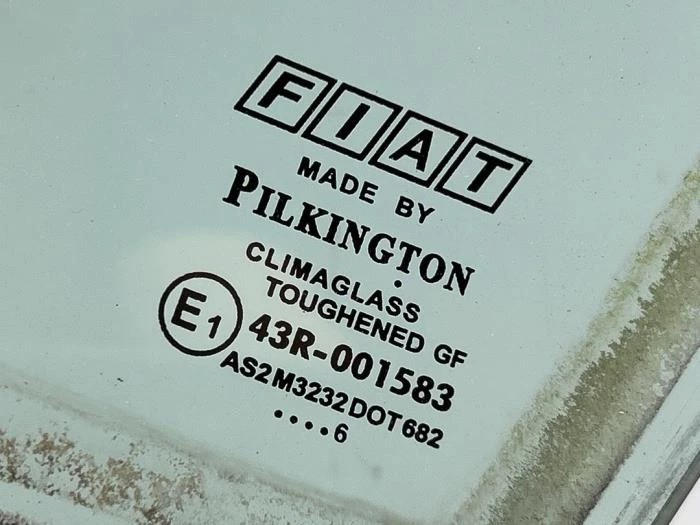 FIAT
MADE BY
PILKINGTON
CLIMAGLASS
TOUGHENED GF
E1 43R-001583
AS2 M3232 DOT 682
....6